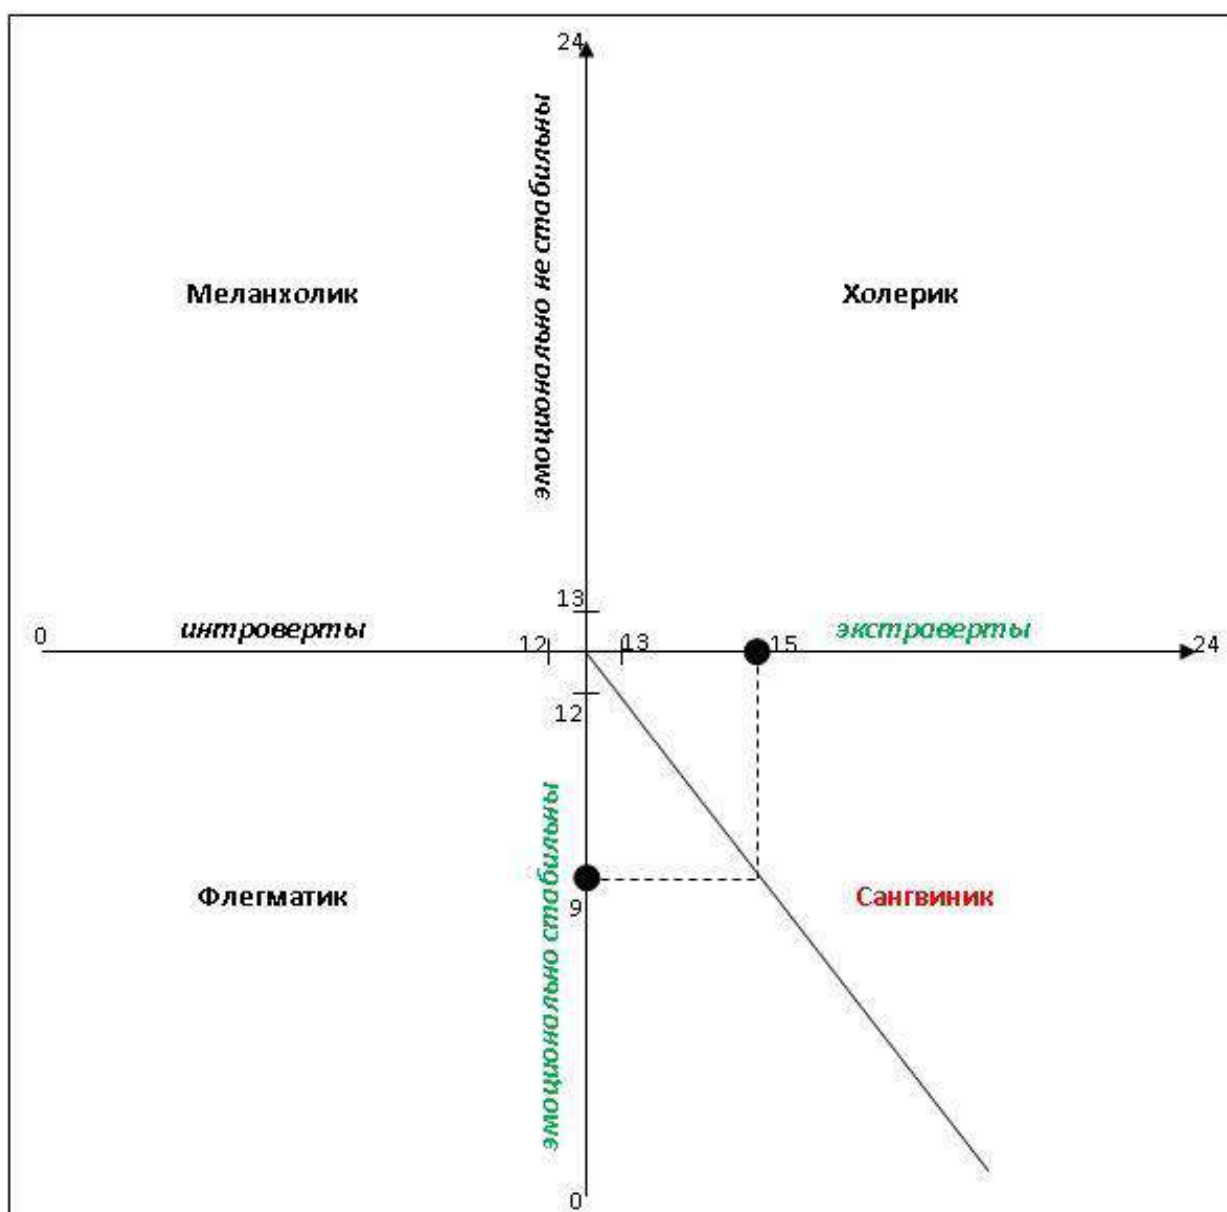 24
эмоционально не стабильны
Меланхолик
Холерик
13
0
интроверты
12
13
15
экстраверты
24
12
эмоционально стабильны
Флегматик
9
Сангвиник
0